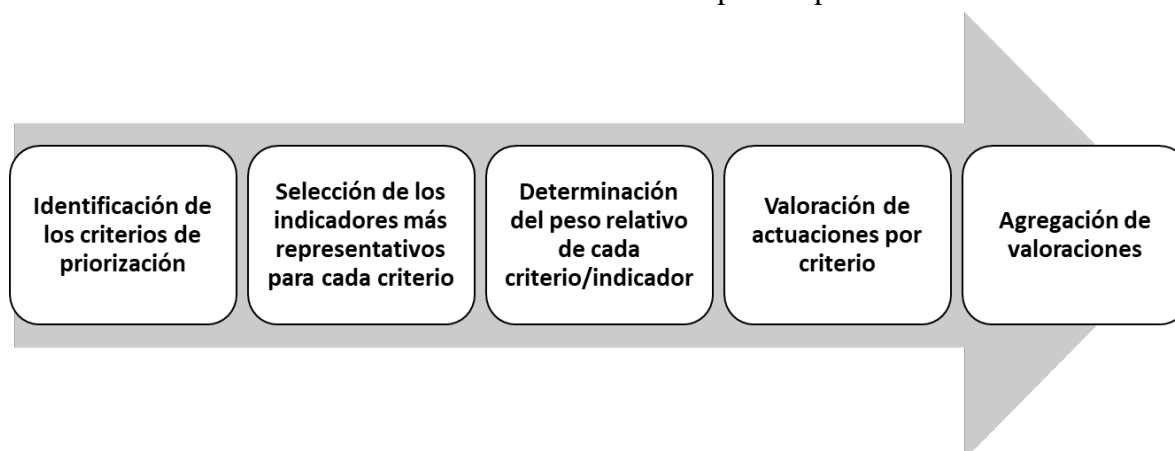 Identificación de
los criterios de
priorización
Selección de los
indicadores más
representativos
para cada criterio
Determinación
del peso relativo
de cada
criterio/indicador
Valoración de
actuaciones por
criterio
Agregación de
valoraciones